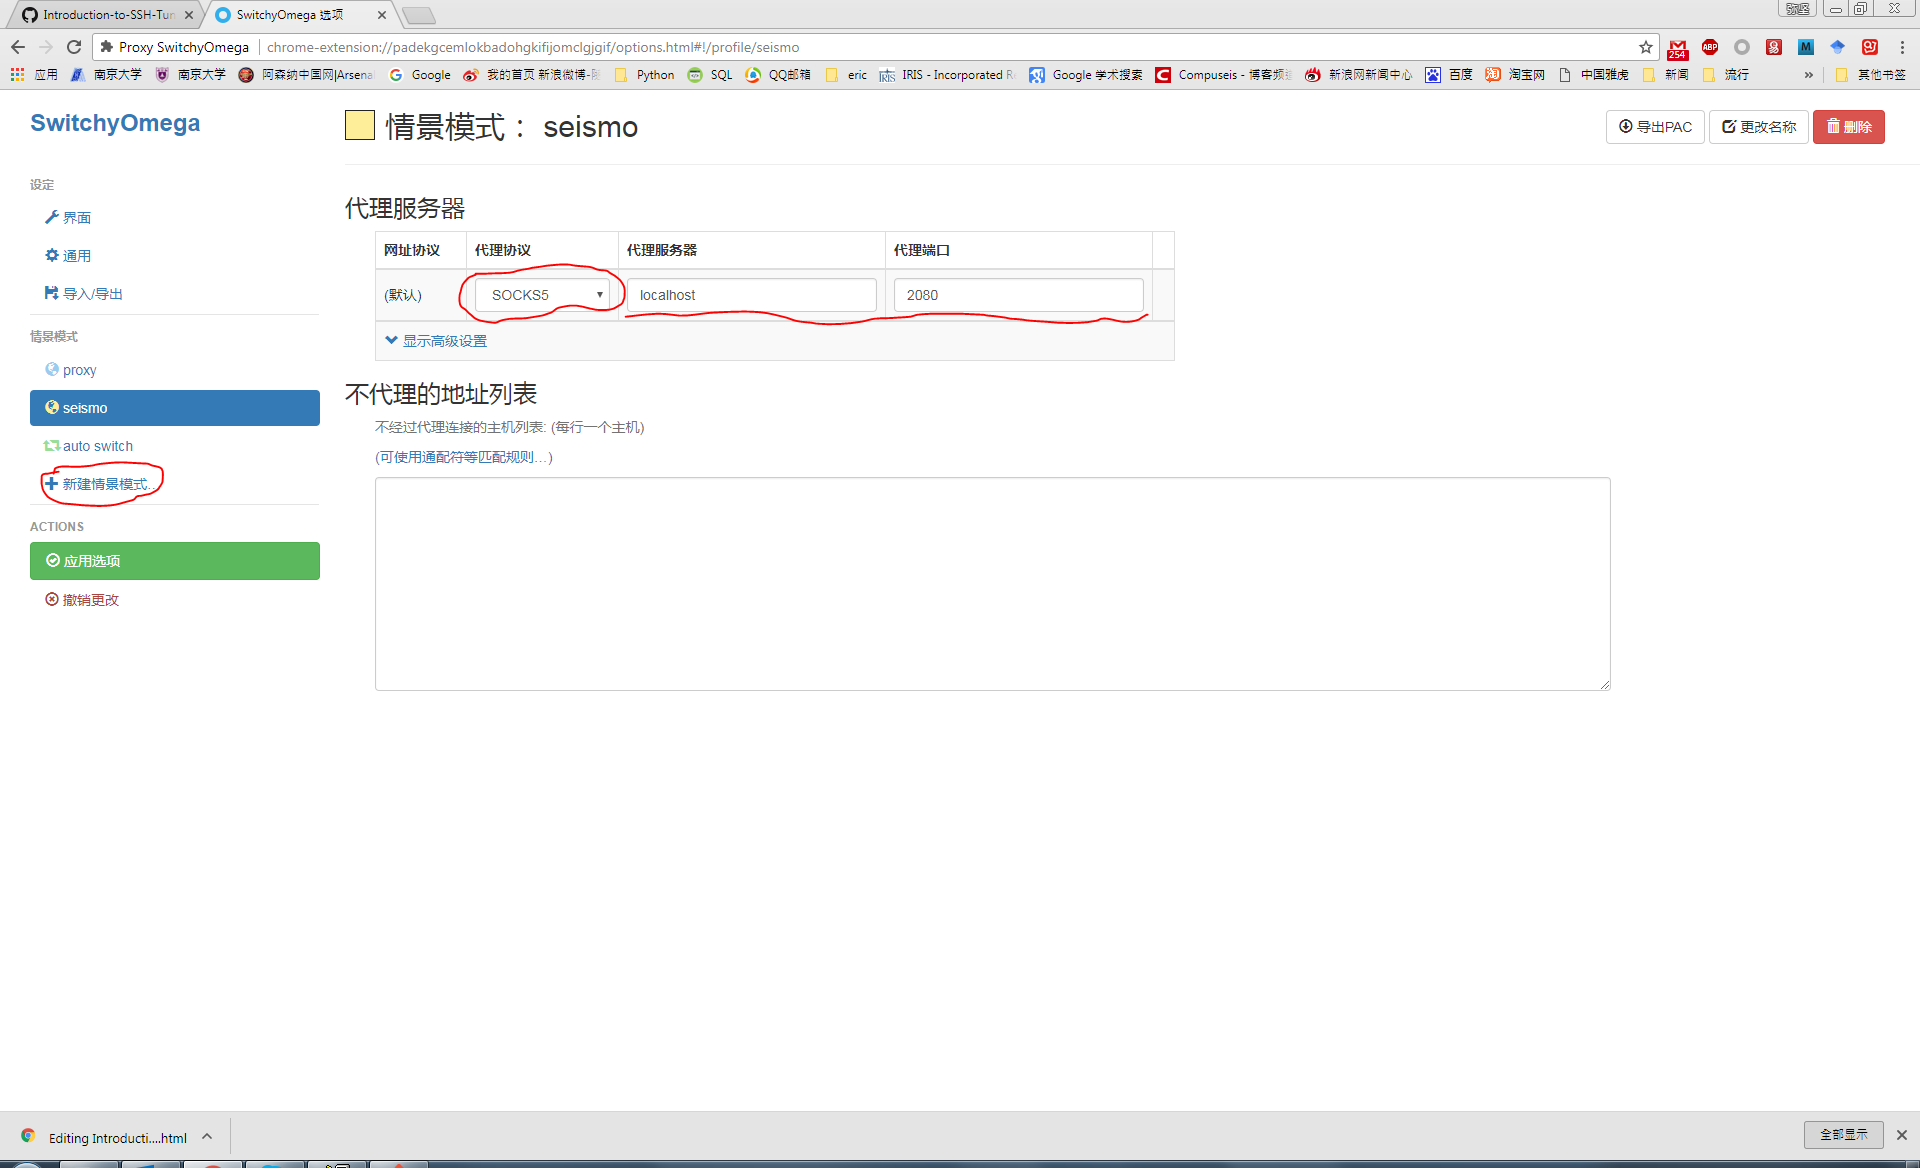 Introduction-to-SSH-Tun
SwitchyOmega 选项
Proxy SwitchyOmega
chrome-extension://padekgcemlokbadohgkifijomclgjgif/options.html#!/profile/seismo
254
ABP
M
应用
南京大学
南京大学
阿森纳中国网|Arsena
Google
我的首页 新浪微博-
Python
SQL
QQ邮箱
eric
IRIS - Incorporated R
Google 学术搜索
Compuseis - 博客频
新浪网新闻中心
百度
淘宝网
中国雅虎
新闻
流行
»
其他书签
SwitchyOmega
情景模式： seismo
导出PAC
更改名称
删除
设定
界面
通用
导入/导出
情景模式
proxy
seismo
auto switch
新建情景模式...
ACTIONS
应用选项
撤销更改
代理服务器
网址协议 代理协议 代理服务器 代理端口
(默认) SOCKS5 localhost 2080
显示高级设置
不代理的地址列表
不经过代理连接的主机列表: (每行一个主机)
(可使用通配符等匹配规则...)
Editing Introducti....html
全部显示